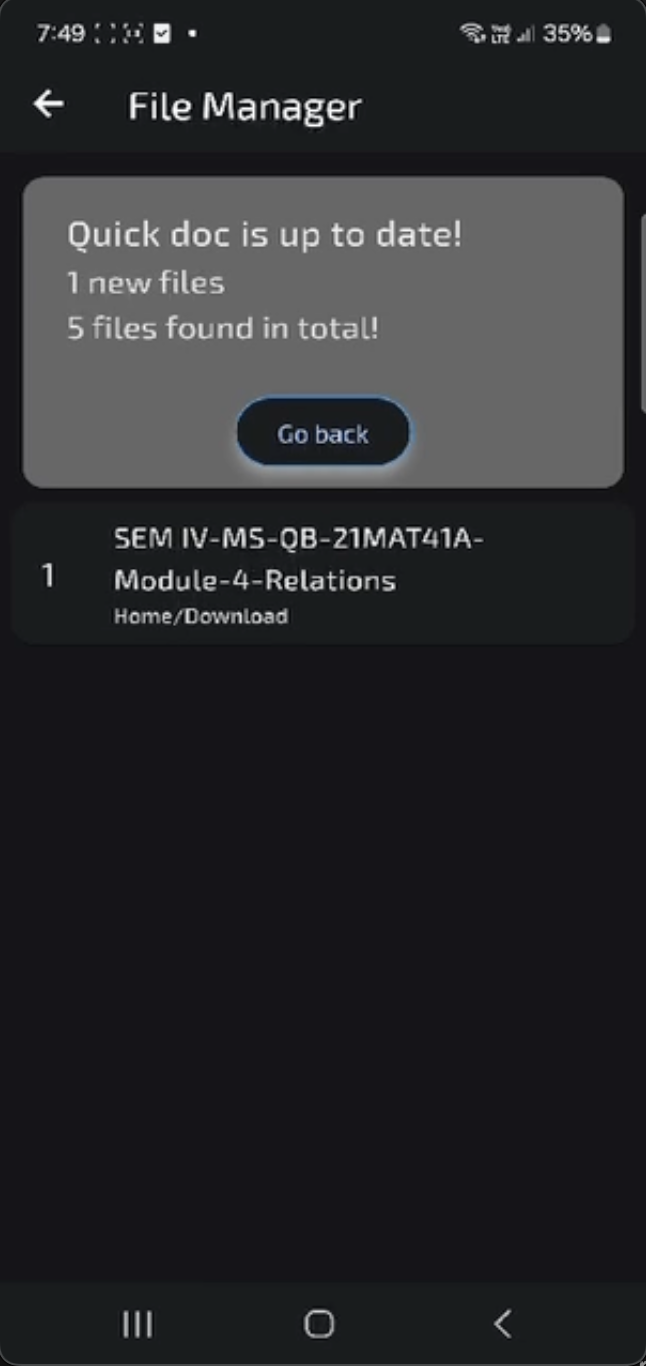 7:49
35%
File Manager
Quick doc is up to date!
1 new files
5 files found in total!
Go back
1
SEM IV-MS-QB-21MAT41A-
Module-4-Relations
Home/Download